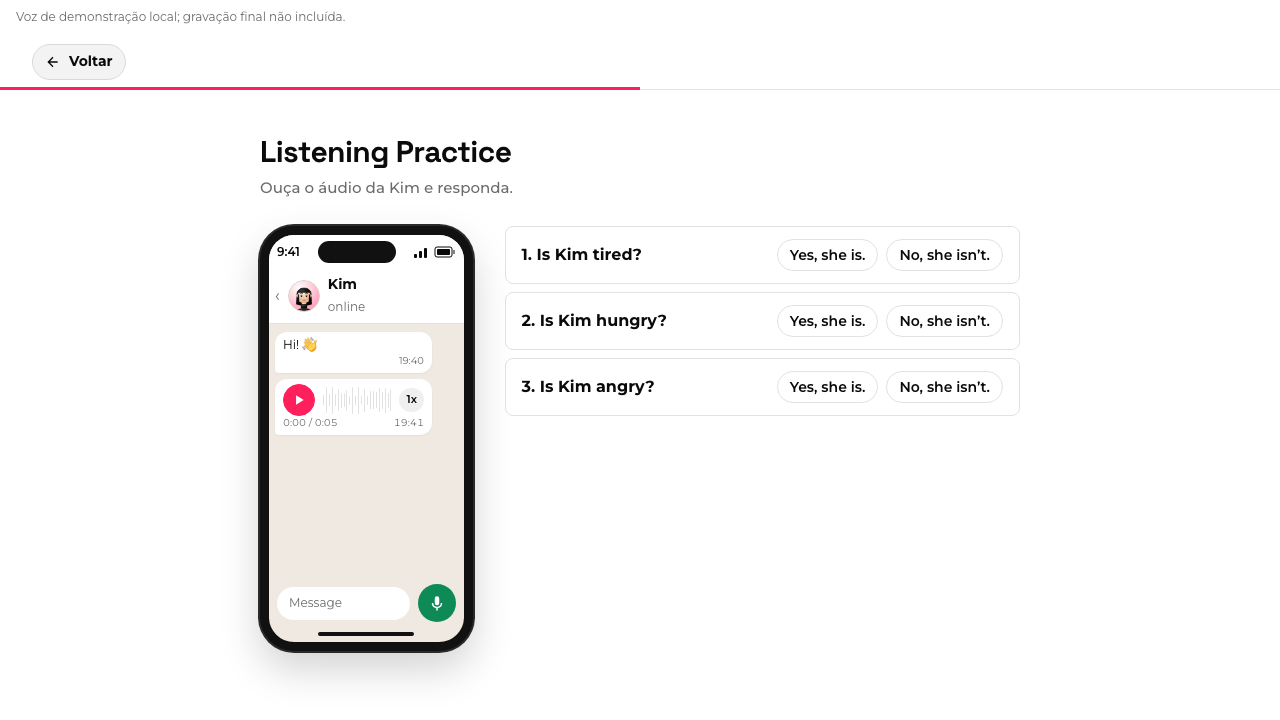 Voz de demonstração local; gravação final não incluída.
Voltar
Listening Practice
Ouça o áudio da Kim e responda.
9:41
Kim
online
Hi! 👋
19:40
1x
0:00 / 0:05 19:41
Message
1. Is Kim tired? Yes, she is. No, she isn’t.
2. Is Kim hungry? Yes, she is. No, she isn’t.
3. Is Kim angry? Yes, she is. No, she isn’t.